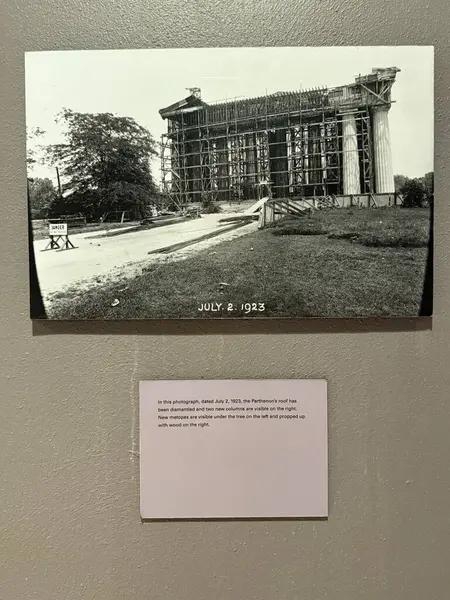 DANGER
JULY. 2. 1923
In this photograph, dated July 2, 1923, the Parthenon's roof has
been dismantled and two new columns are visible on the right.
New metopes are visible under the tree on the left and propped up
with wood on the right.